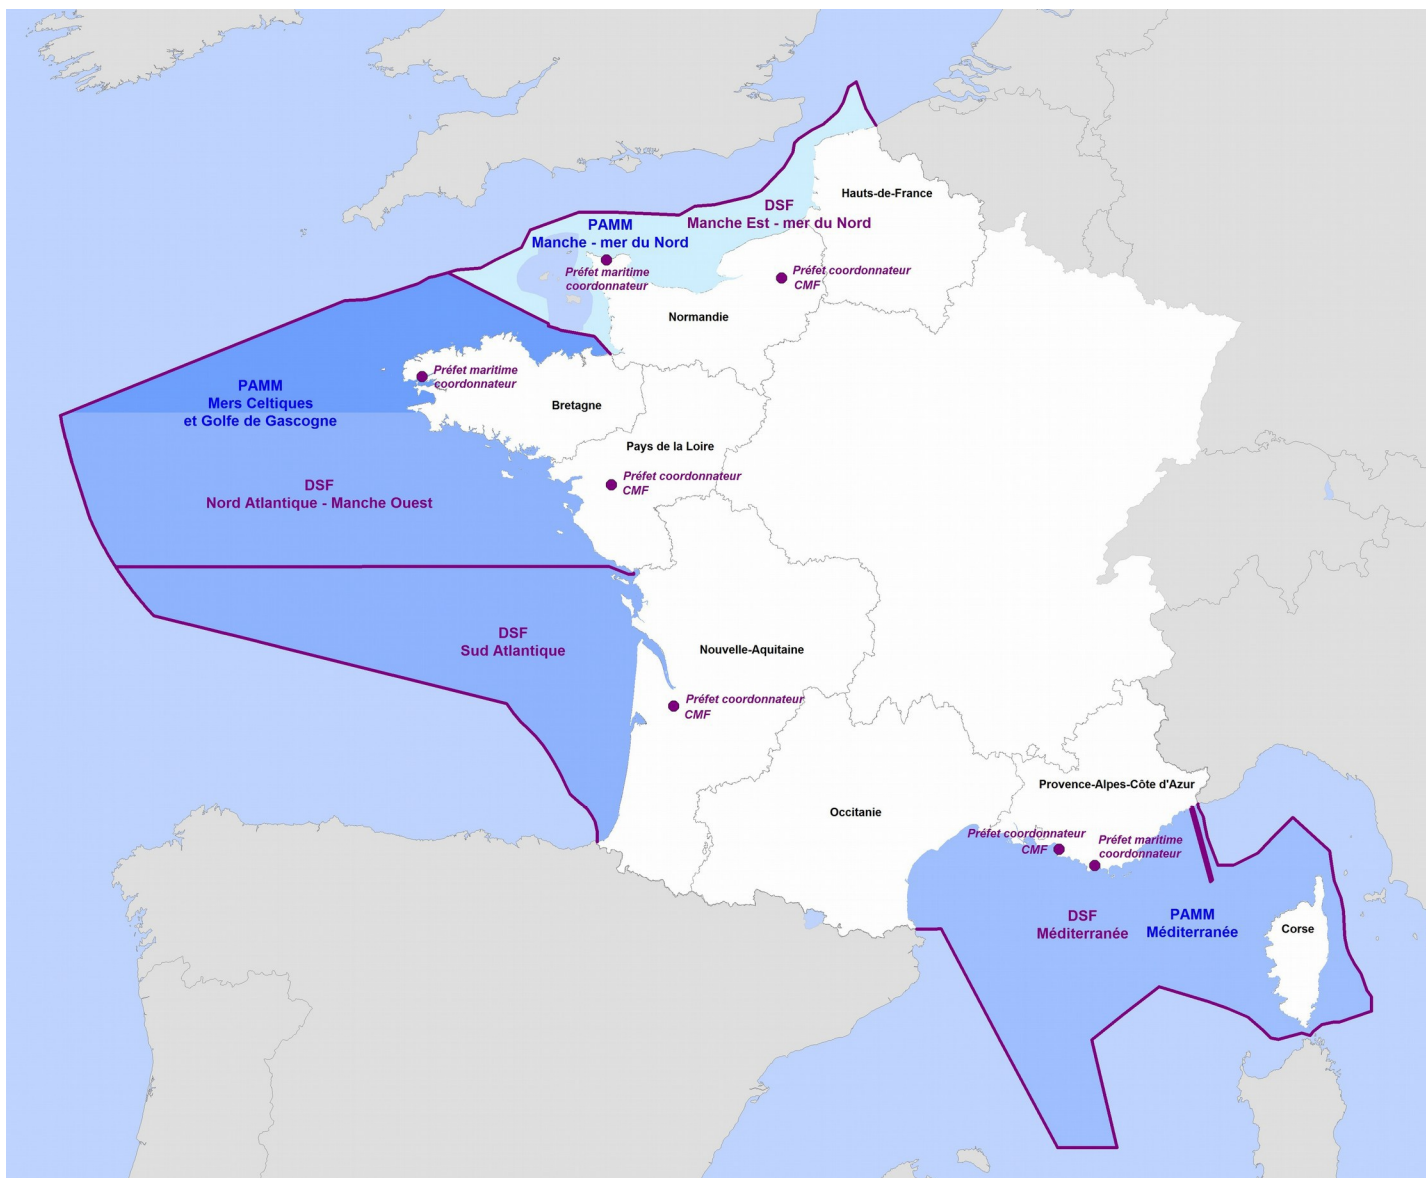 Hauts-de-France
DSF
Manche Est - mer du Nord
PAMM
Manche - mer du Nord
Préfet maritime
coordonnateur
Préfet coordonnateur
CMF
Normandie
Préfet maritime
coordonnateur
PAMM
Mers Celtiques
et Golfe de Gascogne
Bretagne
Pays de la Loire
Préfet coordonnateur
CMF
DSF
Nord Atlantique - Manche Ouest
DSF
Sud Atlantique
Nouvelle-Aquitaine
Préfet coordonnateur
CMF
Provence-Alpes-Côte d'Azur
Occitanie
Préfet coordonnateur
CMF
Préfet maritime
coordonnateur
DSF
Méditerranée
PAMM
Méditerranée
Corse